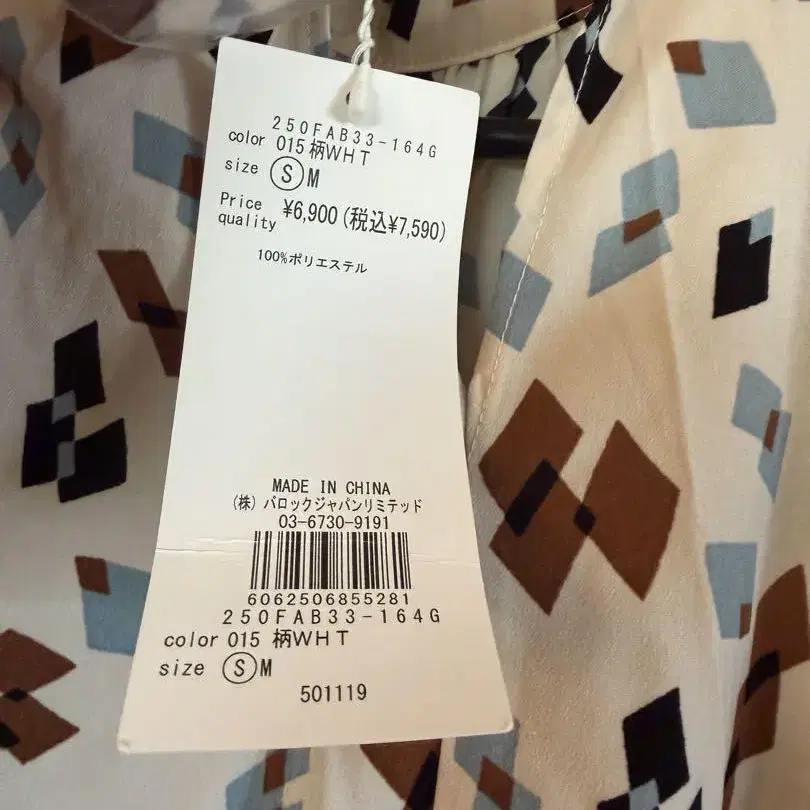 250FAB33-164G
color 015 柄WHT
size S M
Price ¥6,900 (税込¥7,590)
quality
100%ポリエステル
MADE IN CHINA
(株) バロックジャパンリミテッド
03-6730-9191
6062506855281
250FAB33-164G
color 015 柄WHT
size S M
501119